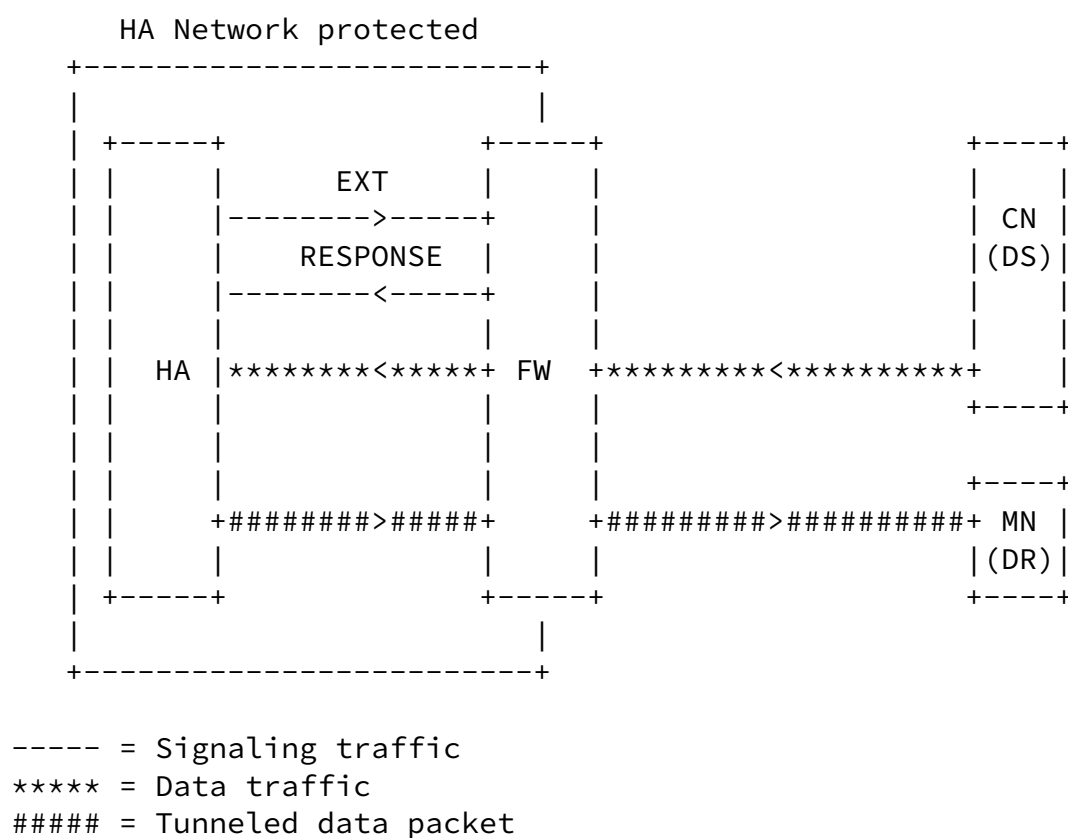 HA Network protected
+-------------------------+
|                         |
| +-----+              +-----+                    +----+
| |     |      EXT     |     |                    |    |
| |     |-------->-----+     |                    | CN |
| |     |    RESPONSE  |     |                    |(DS)|
| |     |--------<-----+     |                    |    |
| |     |              |     |                    |    |
| |  HA |********<*****+ FW  +*********<**********+    |
| |     |              |     |                    +----+
| |     |              |     |
| |     |              |     |                    +----+
| |     +########>#####+     +#########>##########+ MN |
| |     |              |     |                    |(DR)|
| +-----+              +-----+                    +----+
|                         |
+-------------------------+
----- = Signaling traffic
***** = Data traffic
##### = Tunneled data packet